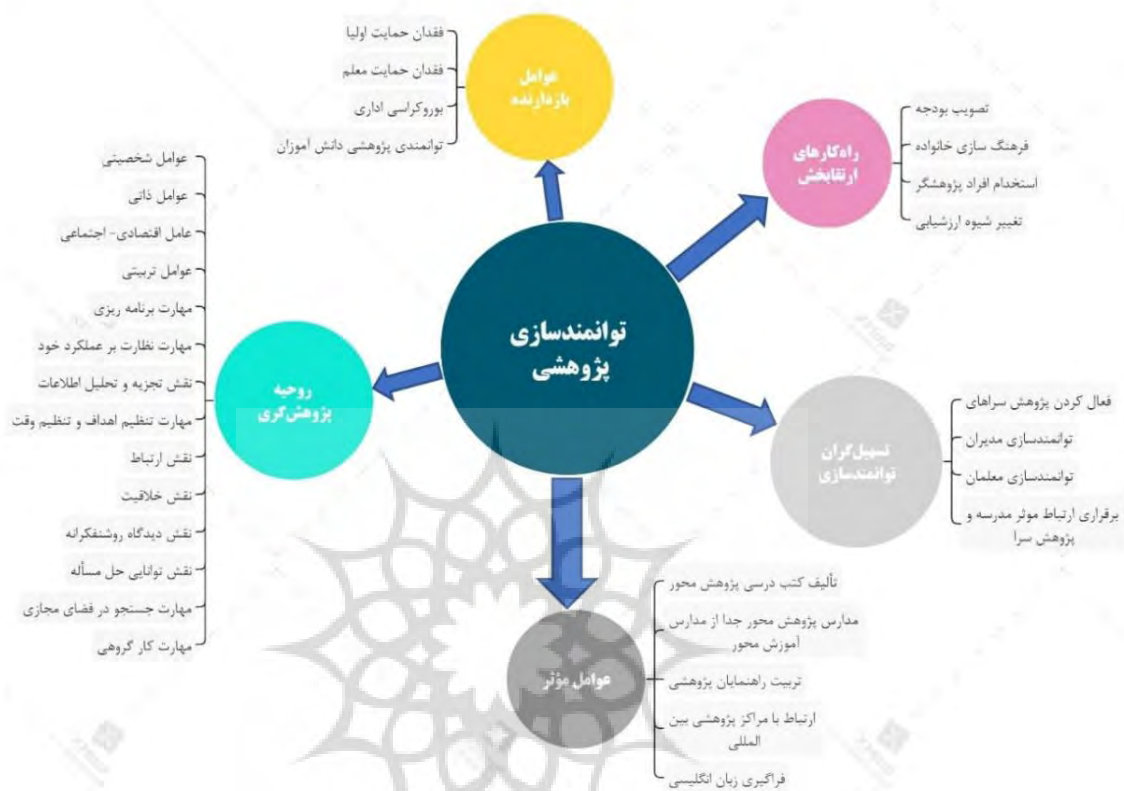 فقدان حمایت اولیا
فقدان حمایت معلم
بوروکراسی اداری
توانمندی پژوهشی دانش آموزان
عوامل
بازدارنده
راه‌کارهای
ارتقابخش
تصویب بودجه
فرهنگ سازی خانواده
استخدام افراد پژوهشگر
تغییر شیوه ارزشیابی
توانمندسازی
پژوهشی
روحیه
پژوهش‌گری
عوامل شخصیتی
عوامل ذاتی
عامل اقتصادی- اجتماعی
عوامل تربیتی
مهارت برنامه ریزی
مهارت نظارت بر عملکرد خود
نقش تجزیه و تحلیل اطلاعات
مهارت تنظیم اهداف و تنظیم وقت
نقش ارتباط
نقش خلاقیت
نقش دیدگاه روشنفکرانه
نقش توانایی حل مسأله
مهارت جستجو در فضای مجازی
مهارت کار گروهی
تسهیل‌گران
توانمندسازی
فعال کردن پژوهش سراهای
توانمندسازی مدیران
توانمندسازی معلمان
برقراری ارتباط موثر مدرسه و
پژوهش سرا
عوامل مؤثر
تألیف کتب درسی پژوهش محور
مدارس پژوهش محور جدا از مدارس
آموزش محور
تربیت راهنمایان پژوهشی
ارتباط با مراکز پژوهشی بین
المللی
فراگیری زبان انگلیسی